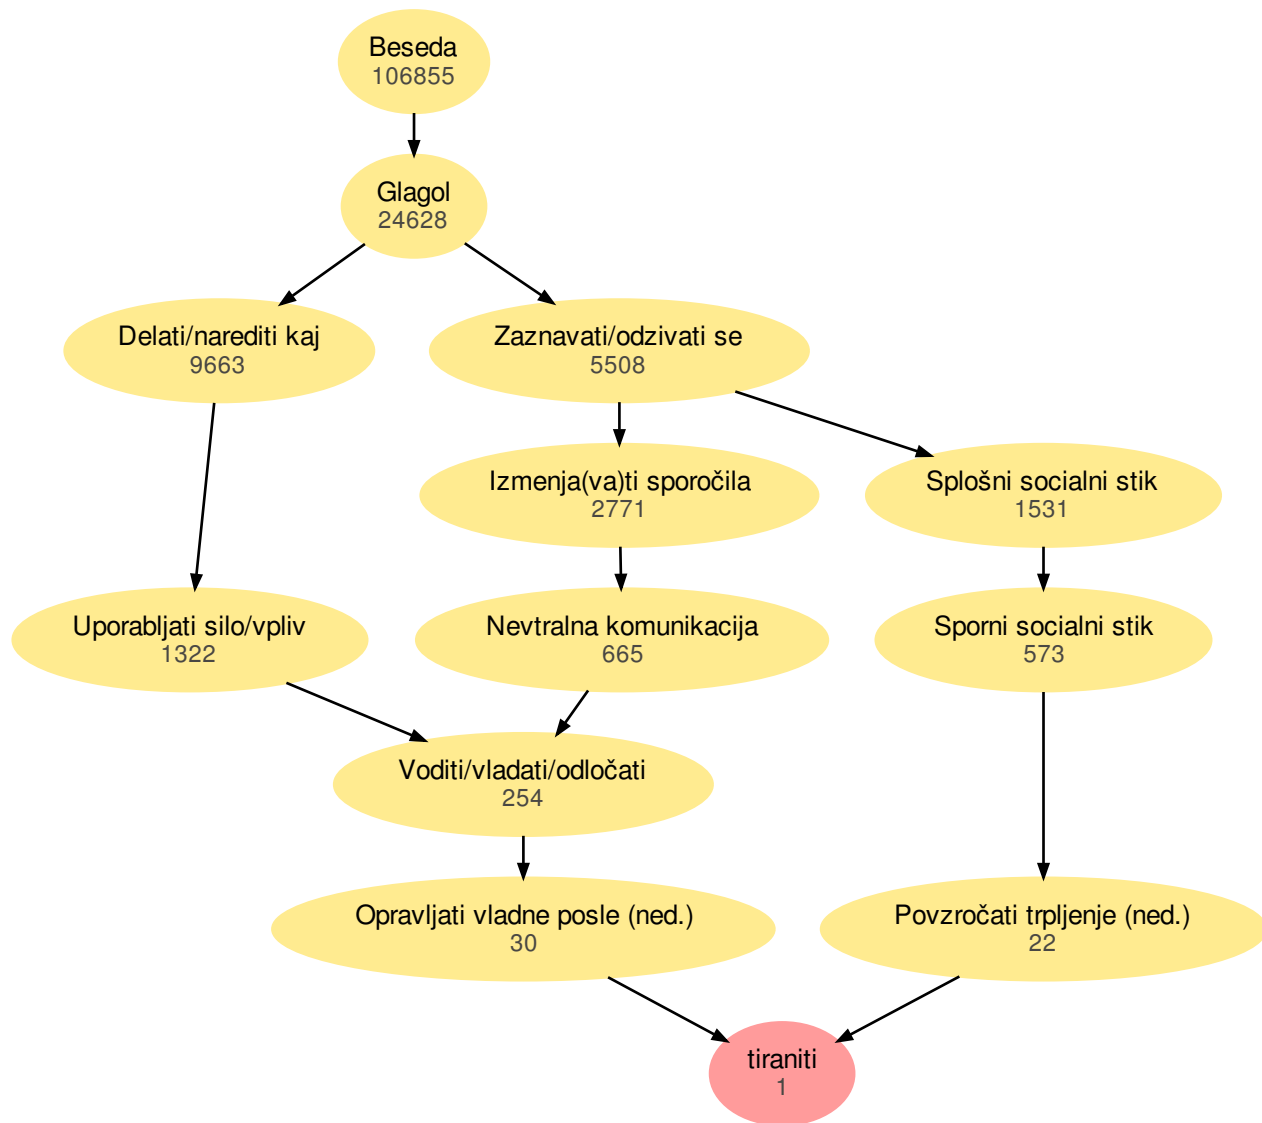 Beseda
106855
Glagol
24628
Delati/narediti kaj
9663
Zaznavati/odzivati se
5508
Izmenja(va)ti sporočila
2771
Splošni socialni stik
1531
Uporabljati silo/vpliv
1322
Nevtralna komunikacija
665
Sporni socialni stik
573
Voditi/vladati/odločati
254
Opravljati vladne posle (ned.)
30
Povzročati trpljenje (ned.)
22
tiraniti
1